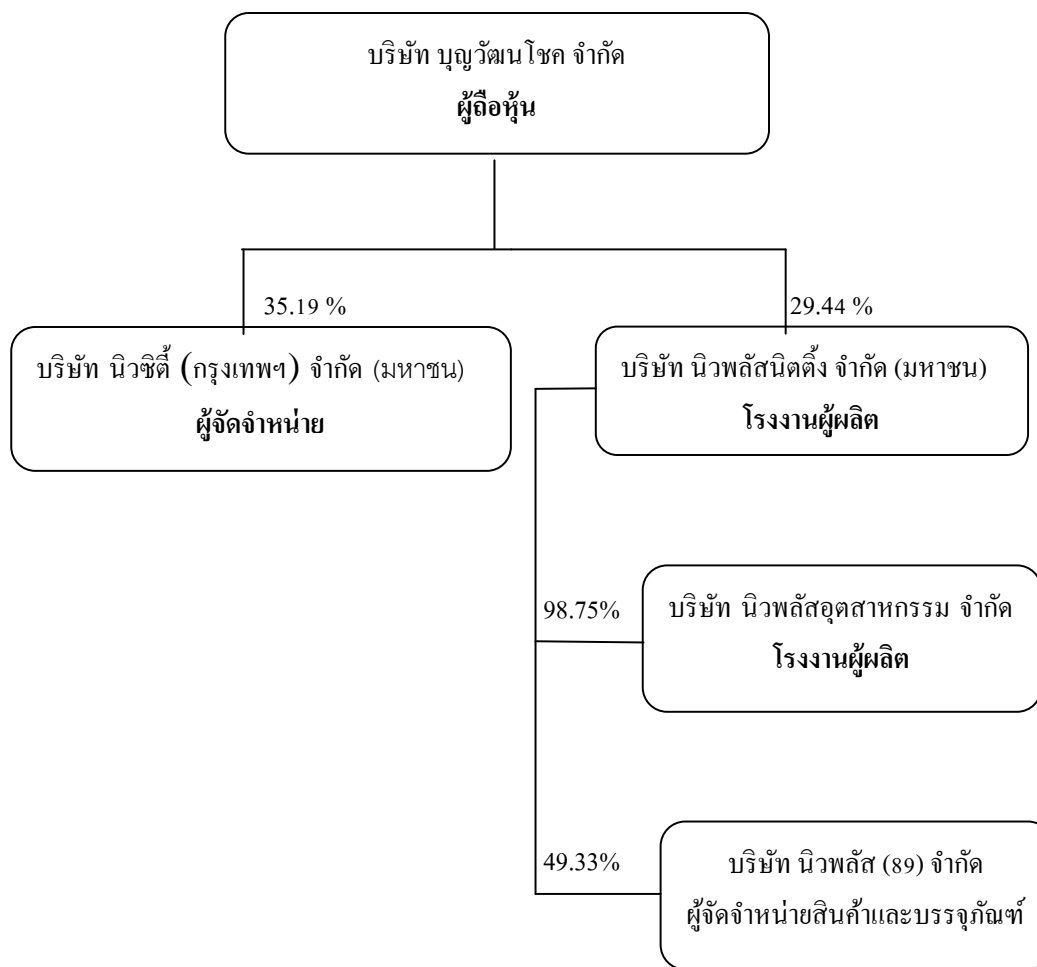 บริษัท บุญวัฒนโชค จำกัด
ผู้ถือหุ้น
35.19 %
29.44 %
บริษัท นิวซิตี้ (กรุงเทพฯ) จำกัด (มหาชน)
ผู้จัดจำหน่าย
บริษัท นิวพลัสนิตติ้ง จำกัด (มหาชน)
โรงงานผู้ผลิต
98.75%
บริษัท นิวพลัสอุตสาหกรรม จำกัด
โรงงานผู้ผลิต
49.33%
บริษัท นิวพลัส (89) จำกัด
ผู้จัดจำหน่ายสินค้าและบรรจุภัณฑ์